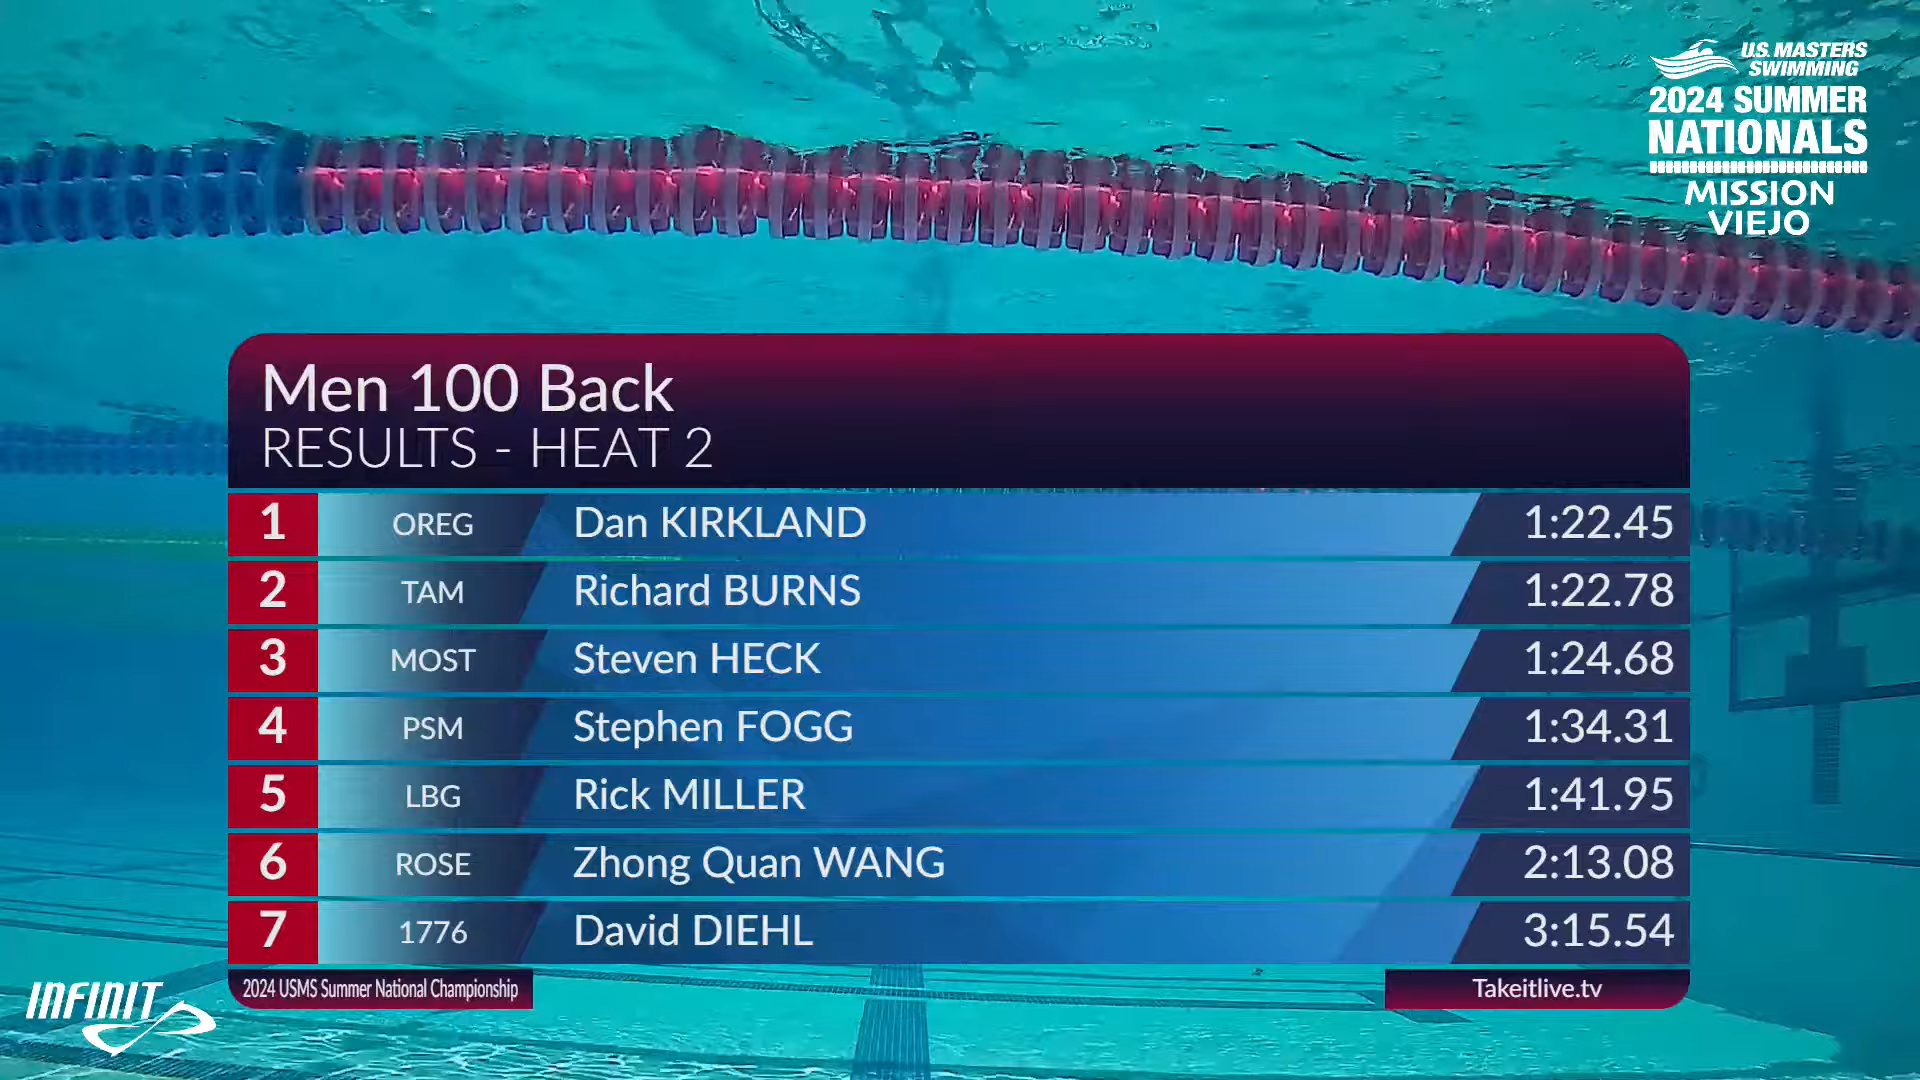 U.S. MASTERS
SWIMMING
2024 SUMMER
NATIONALS
MISSION
VIEJO
Men 100 Back
RESULTS - HEAT 2
1 OREG Dan KIRKLAND 1:22.45
2 TAM Richard BURNS 1:22.78
3 MOST Steven HECK 1:24.68
4 PSM Stephen FOGG 1:34.31
5 LBG Rick MILLER 1:41.95
6 ROSE Zhong Quan WANG 2:13.08
7 1776 David DIEHL 3:15.54
2024 USMS Summer National Championship
Takeitlive.tv
INFINIT